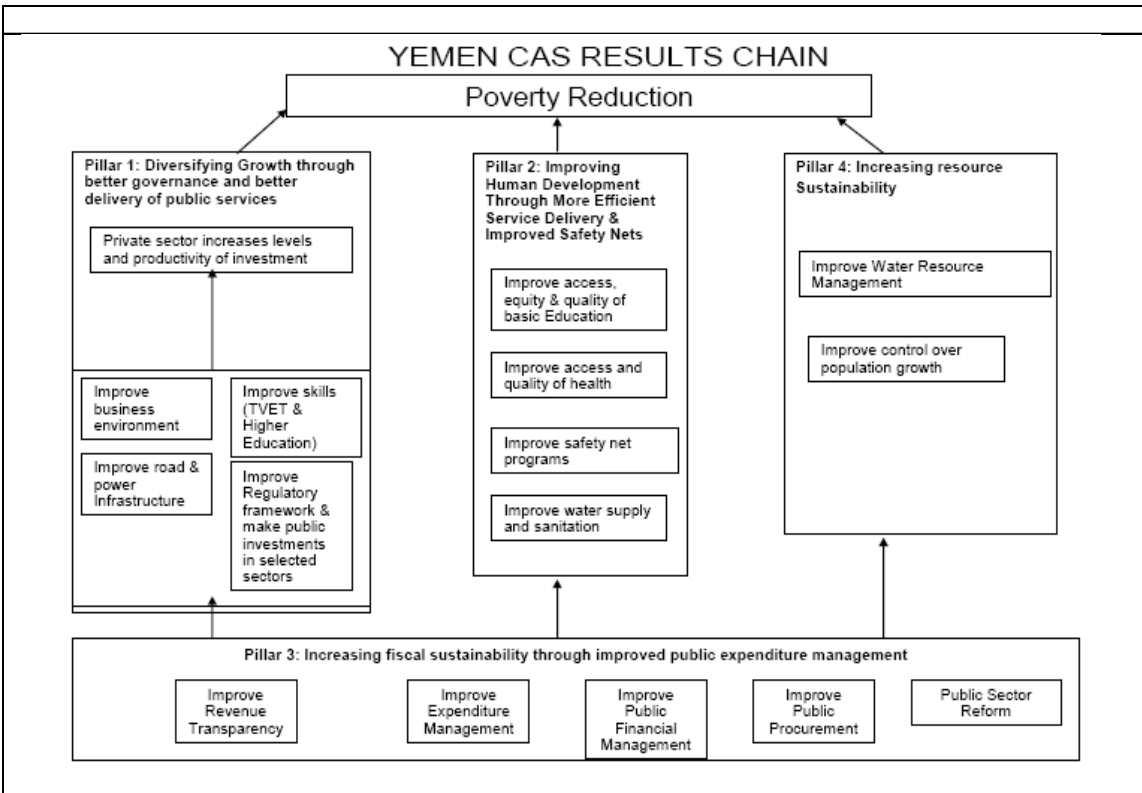 YEMEN CAS RESULTS CHAIN
Poverty Reduction
Pillar 1: Diversifying Growth through
better governance and better
delivery of public services
Private sector increases levels
and productivity of investment
Improve
business
environment
Improve skills
(TVET &
Higher
Education)
Improve road &
power
Infrastructure
Improve
Regulatory
framework &
make public
investments
in selected
sectors
Pillar 2: Improving
Human Development
Through More Efficient
Service Delivery &
Improved Safety Nets
Improve access,
equity & quality of
basic Education
Improve access and
quality of health
Improve safety net
programs
Improve water supply
and sanitation
Pillar 4: Increasing resource
Sustainability
Improve Water Resource
Management
Improve control over
population growth
Pillar 3: Increasing fiscal sustainability through improved public expenditure management
Improve
Revenue
Transparency
Improve
Expenditure
Management
Improve
Public
Financial
Management
Improve
Public
Procurement
Public Sector
Reform